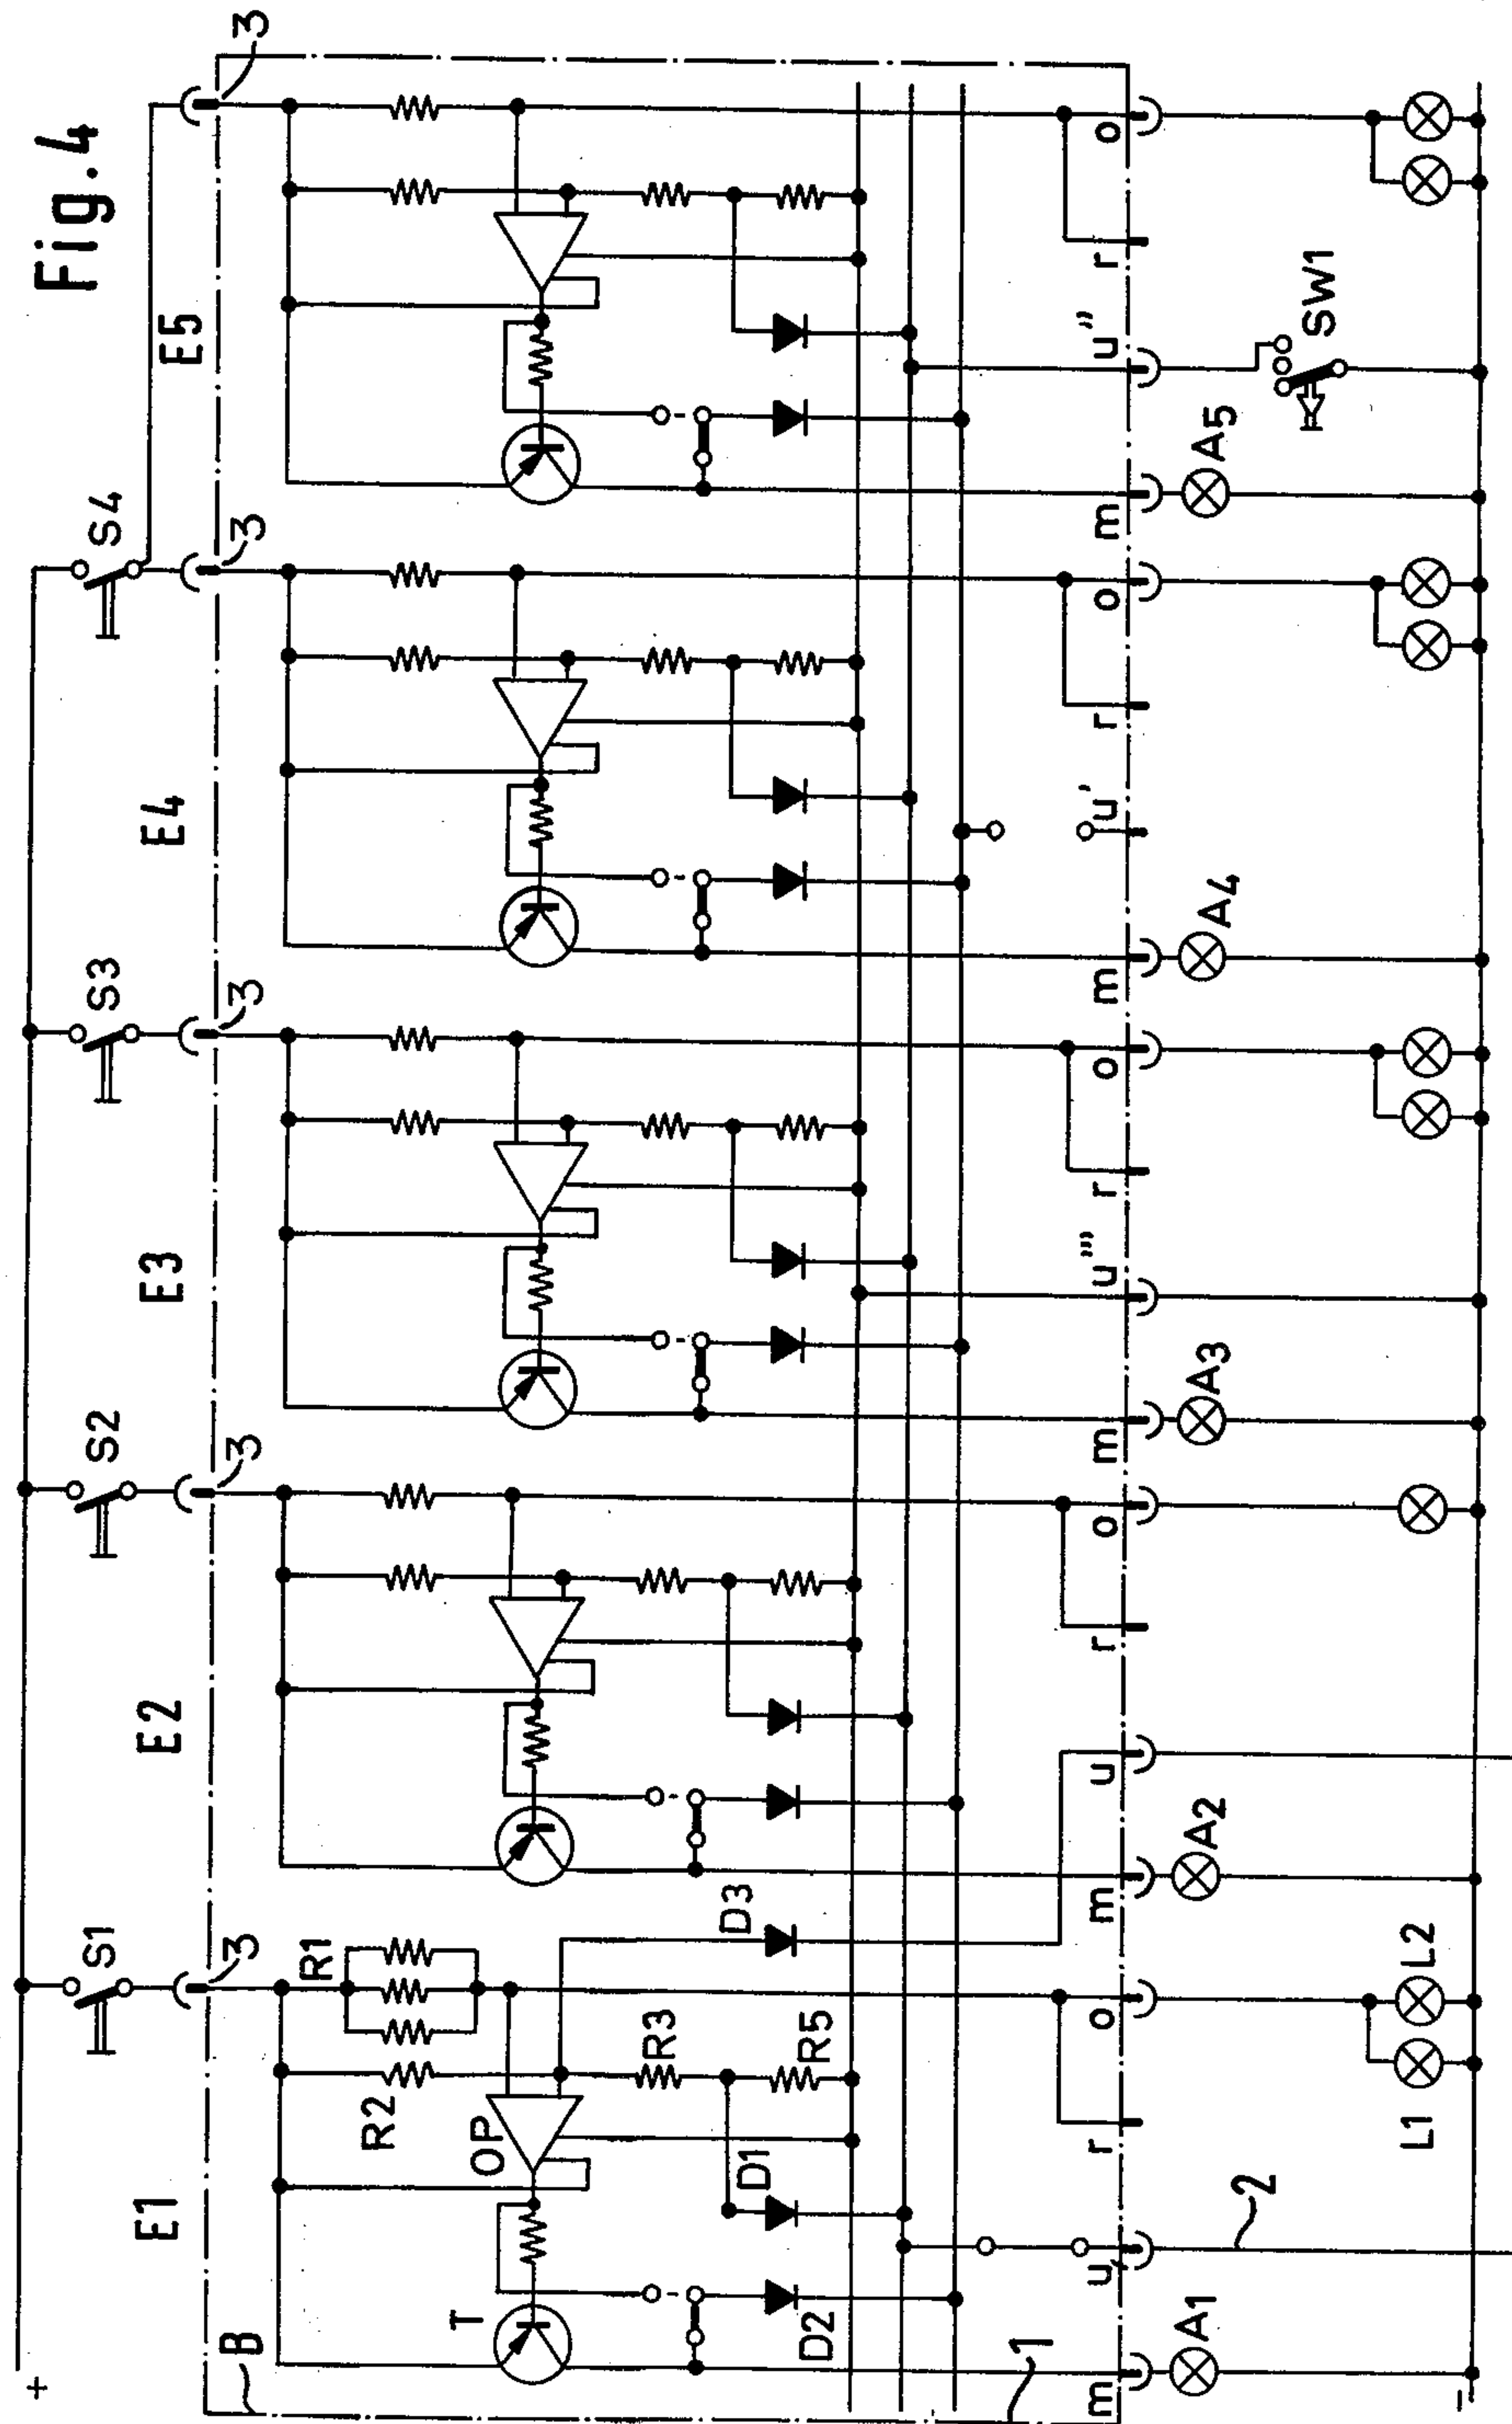 Fig.4
+
S1
S2
S3
S4
3
3
3
3
3
E1
E2
E3
E4
E5
B
R1
R2
OP
T
R3
R5
D1
D2
D3
1
m
u'
r
o
m
u
r
o
m
u'''
r
o
m
u'
r
o
m
u''
r
o
2
A1
A2
A3
A4
A5
SW1
L1
L2
−